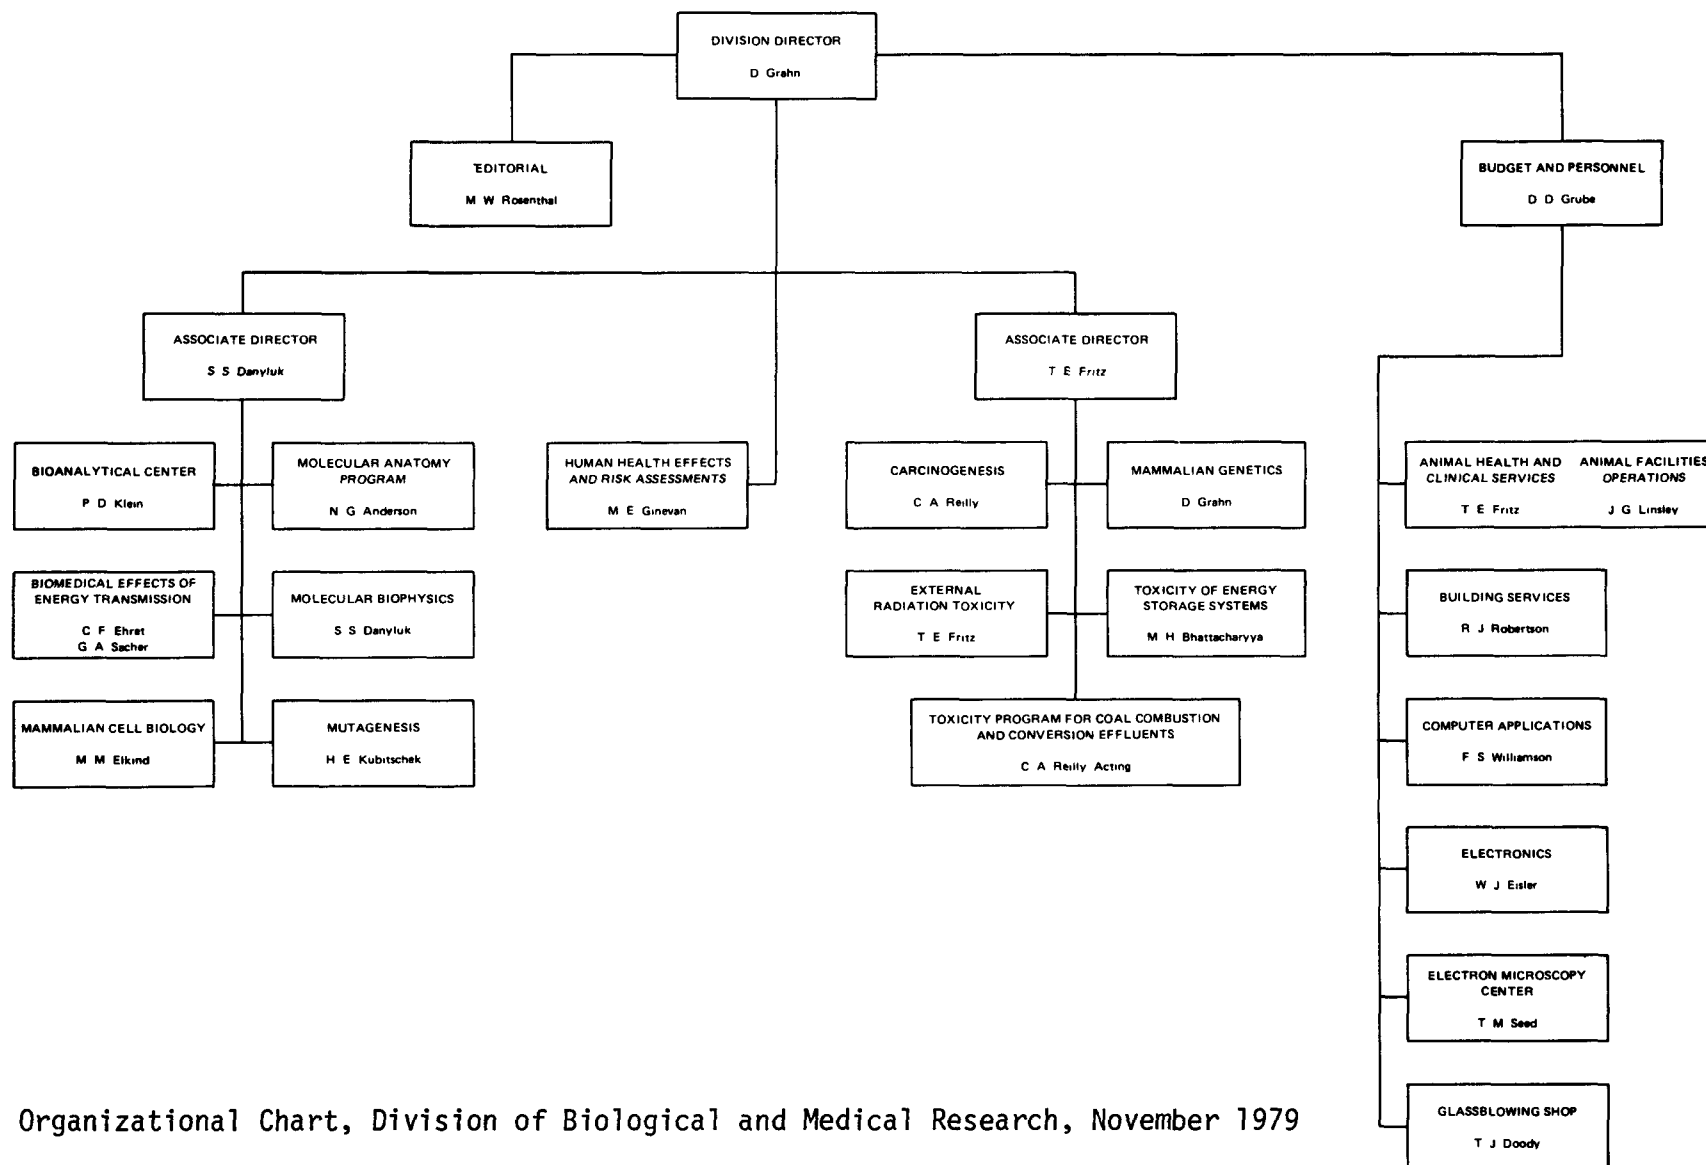 DIVISION DIRECTOR
D Grahn
EDITORIAL
M W Rosenthal
BUDGET AND PERSONNEL
D D Grube
ASSOCIATE DIRECTOR
S S Danyluk
ASSOCIATE DIRECTOR
T E Fritz
BIOANALYTICAL CENTER
P D Klein
MOLECULAR ANATOMY
PROGRAM
N G Anderson
HUMAN HEALTH EFFECTS
AND RISK ASSESSMENTS
M E Ginevan
CARCINOGENESIS
C A Reilly
MAMMALIAN GENETICS
D Grahn
ANIMAL HEALTH AND
CLINICAL SERVICES
T E Fritz
ANIMAL FACILITIES
OPERATIONS
J G Linsley
BIOMEDICAL EFFECTS OF
ENERGY TRANSMISSION
C F Ehret
G A Sacher
MOLECULAR BIOPHYSICS
S S Danyluk
EXTERNAL
RADIATION TOXICITY
T E Fritz
TOXICITY OF ENERGY
STORAGE SYSTEMS
M H Bhattacharyya
BUILDING SERVICES
R J Robertson
MAMMALIAN CELL BIOLOGY
M M Elkind
MUTAGENESIS
H E Kubitschek
TOXICITY PROGRAM FOR COAL COMBUSTION
AND CONVERSION EFFLUENTS
C A Reilly Acting
COMPUTER APPLICATIONS
F S Williamson
ELECTRONICS
W J Eisler
ELECTRON MICROSCOPY
CENTER
T M Seed
GLASSBLOWING SHOP
T J Doody
Organizational Chart, Division of Biological and Medical Research, November 1979